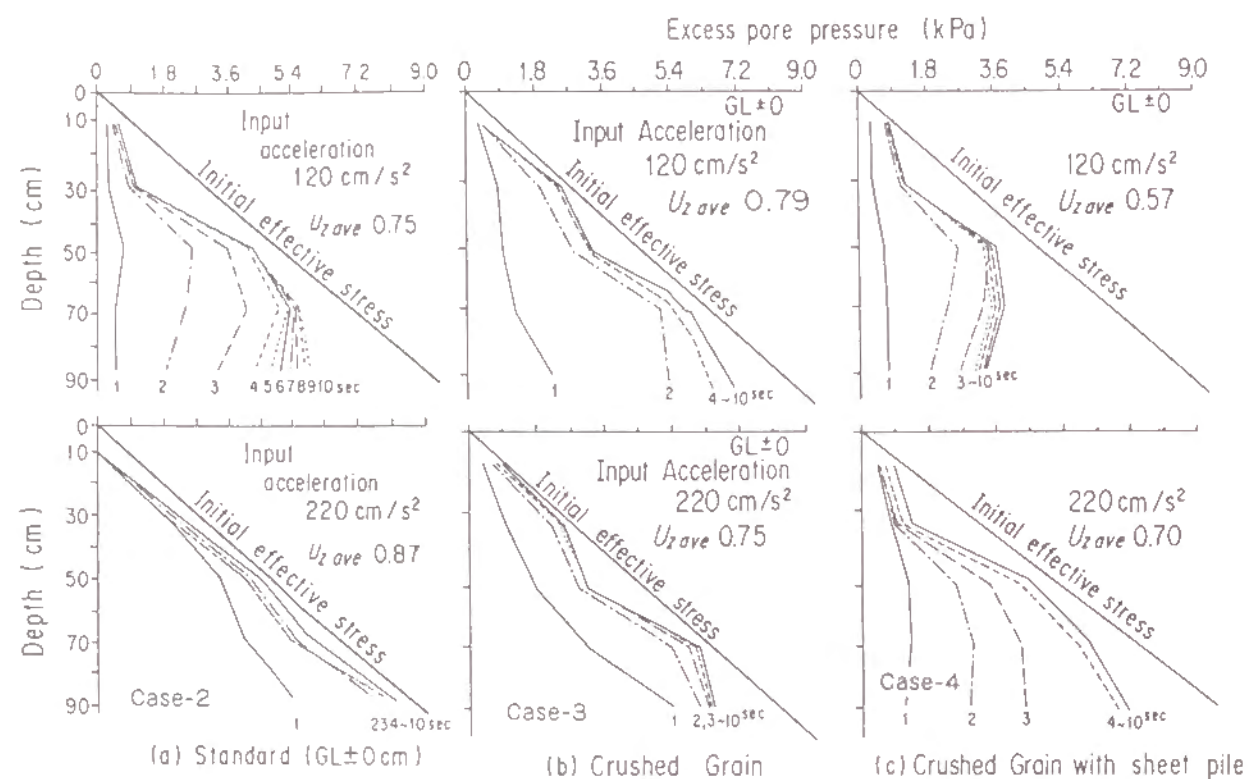 Excess pore pressure (kPa)
0 1.8 3.6 5.4 7.2 9.0
0 1.8 3.6 5.4 7.2 9.0
0 1.8 3.6 5.4 7.2 9.0
Depth (cm)
0
10
30
50
70
90
Input
acceleration
120 cm/s²
Uz ave 0.75
Initial effective stress
1 2 3 4 5 6 7 8 9 10 sec
GL±0
Input Acceleration
120 cm/s²
Uz ave 0.79
Initial effective stress
1 2 4~10 sec
GL±0
120 cm/s²
Uz ave 0.57
Initial effective stress
1 2 3~10 sec
Depth (cm)
0
10
30
50
70
90
Input
acceleration
220 cm/s²
Uz ave 0.87
Initial effective stress
Case-2
1 2 3 4~10 sec
(a) Standard (GL±0cm)
GL±0
Input Acceleration
220 cm/s²
Uz ave 0.75
Initial effective stress
Case-3
1 2,3~10 sec
(b) Crushed Grain
220 cm/s²
Uz ave 0.70
Initial effective stress
Case-4
1 2 3 4~10 sec
(c) Crushed Grain with sheet pile